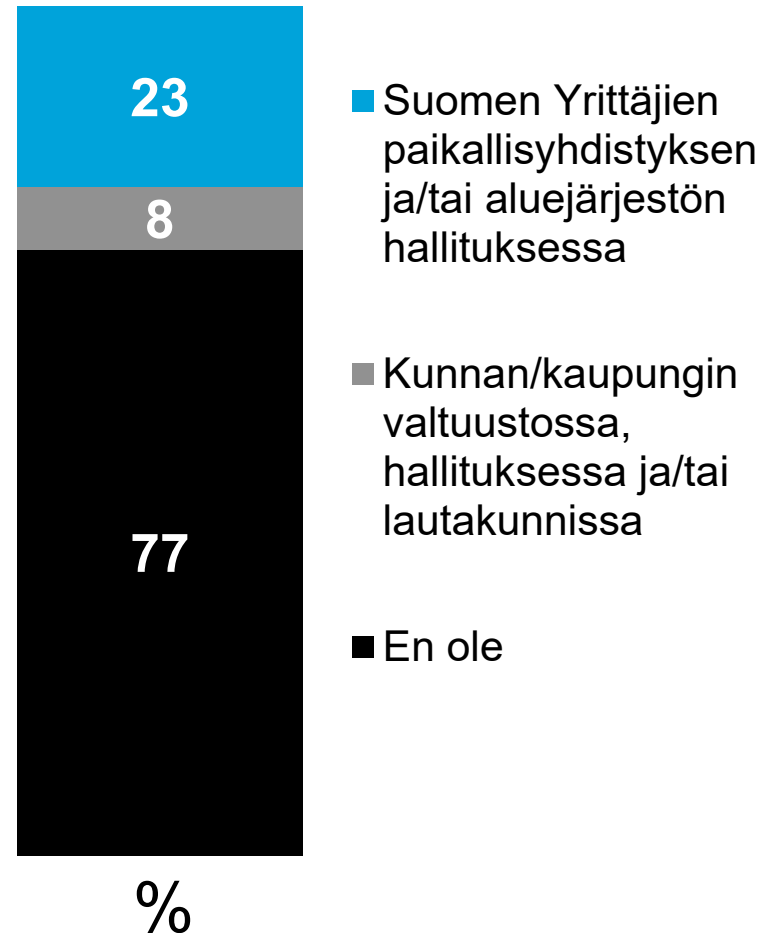 23
8
77
%
Suomen Yrittäjien
paikallisyhdistyksen
ja/tai aluejärjestön
hallituksessa
Kunnan/kaupungin
valtuustossa,
hallituksessa ja/tai
lautakunnissa
En ole